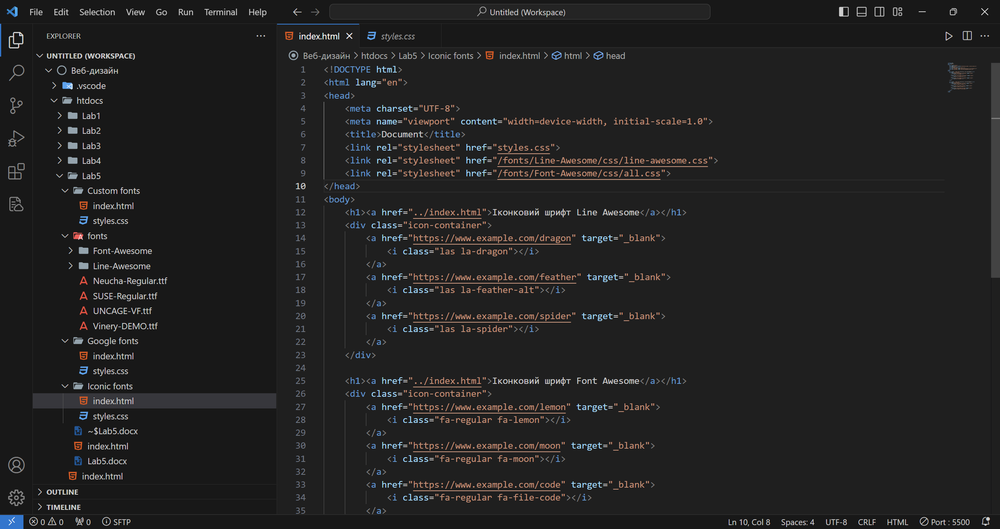 File Edit Selection View Go Run Terminal Help
Untitled (Workspace)
EXPLORER
UNTITLED (WORKSPACE)
Веб-дизайн
.vscode
htdocs
Lab1
Lab2
Lab3
Lab4
Lab5
Custom fonts
index.html
styles.css
fonts
Font-Awesome
Line-Awesome
Neucha-Regular.ttf
SUSE-Regular.ttf
UNCAGE-VF.ttf
Vinery-DEMO.ttf
Google fonts
index.html
styles.css
Iconic fonts
index.html
styles.css
~$Lab5.docx
index.html
Lab5.docx
index.html
OUTLINE
TIMELINE
index.html styles.css
Веб-дизайн > htdocs > Lab5 > Iconic fonts > index.html > html > head
1 <!DOCTYPE html>
2 <html lang="en">
3 <head>
4 <meta charset="UTF-8">
5 <meta name="viewport" content="width=device-width, initial-scale=1.0">
6 <title>Document</title>
7 <link rel="stylesheet" href="styles.css">
8 <link rel="stylesheet" href="/fonts/Line-Awesome/css/line-awesome.css">
9 <link rel="stylesheet" href="/fonts/Font-Awesome/css/all.css">
10 </head>
11 <body>
12 <h1><a href="../index.html">Іконковий шрифт Line Awesome</a></h1>
13 <div class="icon-container">
14 <a href="https://www.example.com/dragon" target="_blank">
15 <i class="las la-dragon"></i>
16 </a>
17 <a href="https://www.example.com/feather" target="_blank">
18 <i class="las la-feather-alt"></i>
19 </a>
20 <a href="https://www.example.com/spider" target="_blank">
21 <i class="las la-spider"></i>
22 </a>
23 </div>
24
25 <h1><a href="../index.html">Іконковий шрифт Font Awesome</a></h1>
26 <div class="icon-container">
27 <a href="https://www.example.com/lemon" target="_blank">
28 <i class="fa-regular fa-lemon"></i>
29 </a>
30 <a href="https://www.example.com/moon" target="_blank">
31 <i class="fa-regular fa-moon"></i>
32 </a>
33 <a href="https://www.example.com/code" target="_blank">
34 <i class="fa-regular fa-file-code"></i>
35 </a>
0 0 0 SFTP Ln 10, Col 8 Spaces: 4 UTF-8 CRLF HTML Port : 5500